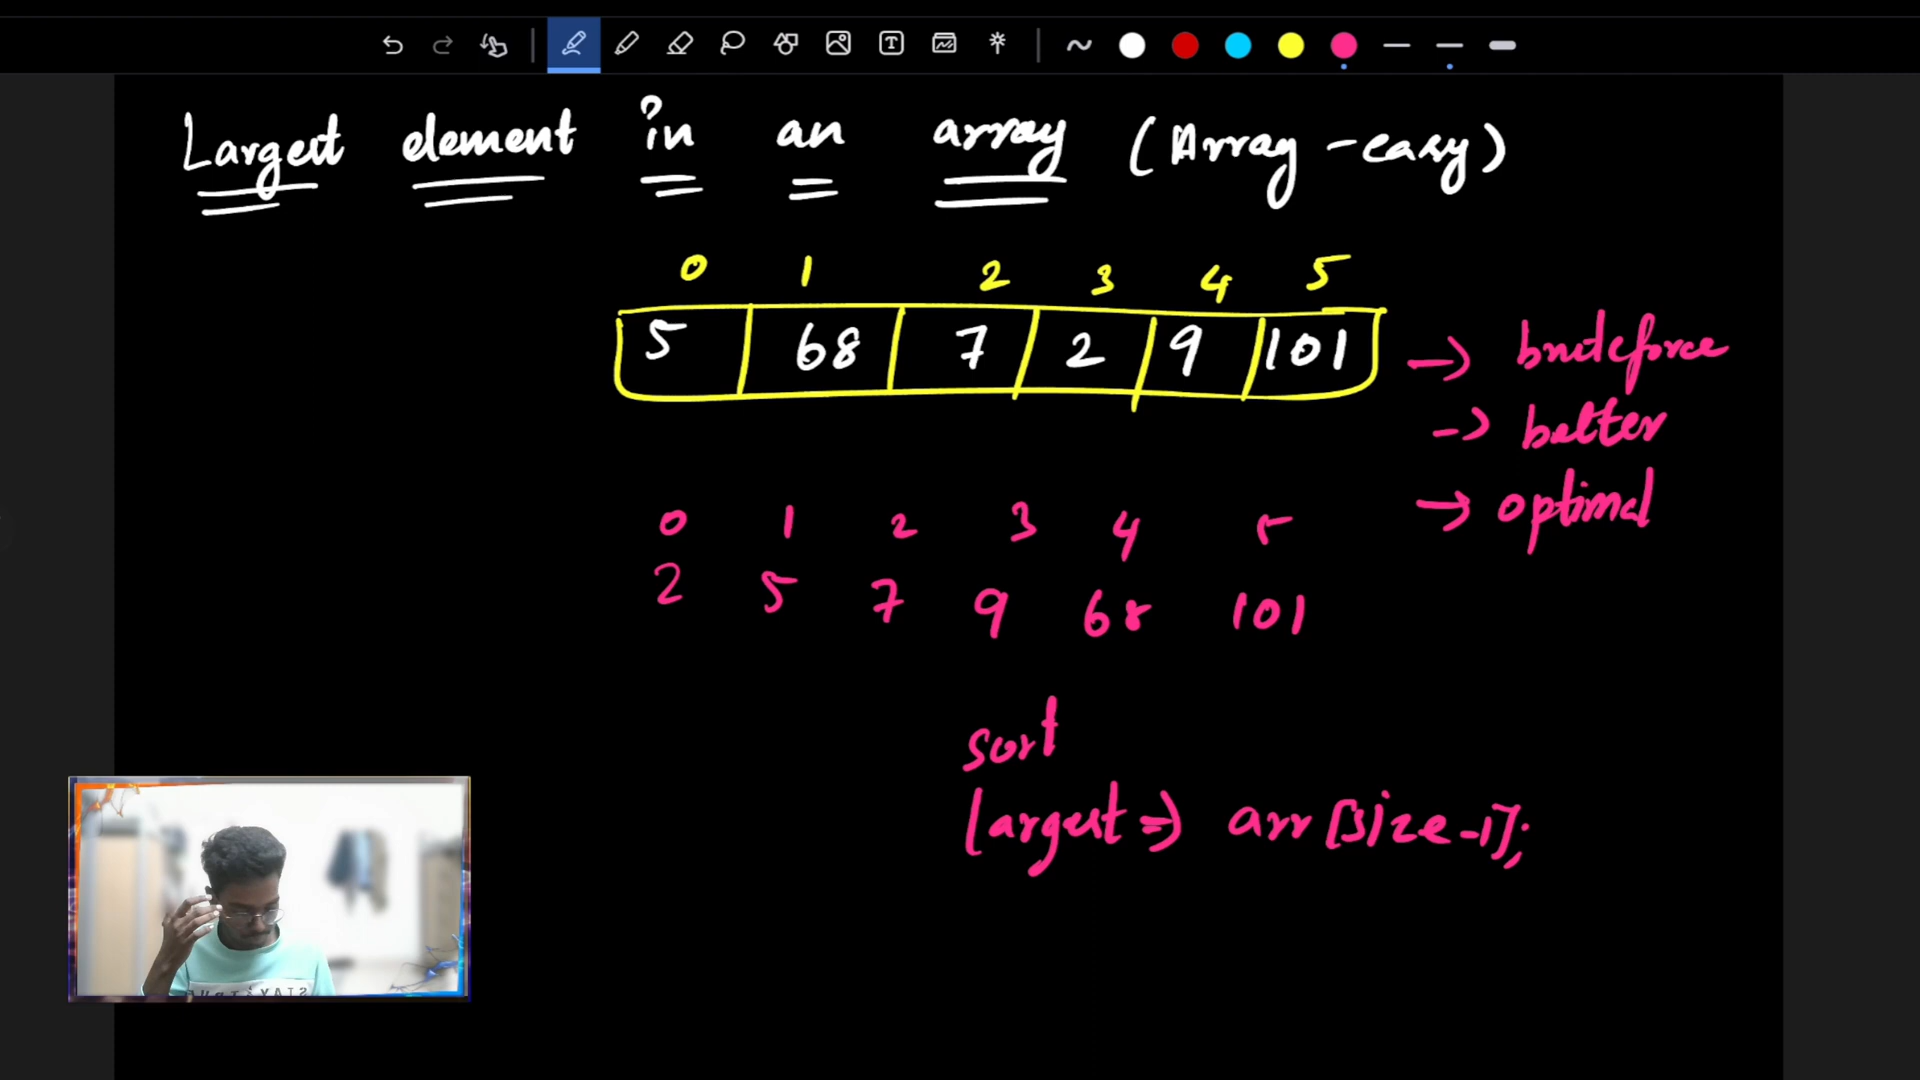 Largest element in an array (Array - easy)
0 1 2 3 4 5
5 68 7 2 9 101
→ bruteforce
→ better
→ optimal
0 1 2 3 4 5
2 5 7 9 68 101
sort
largest => arr[size-1];